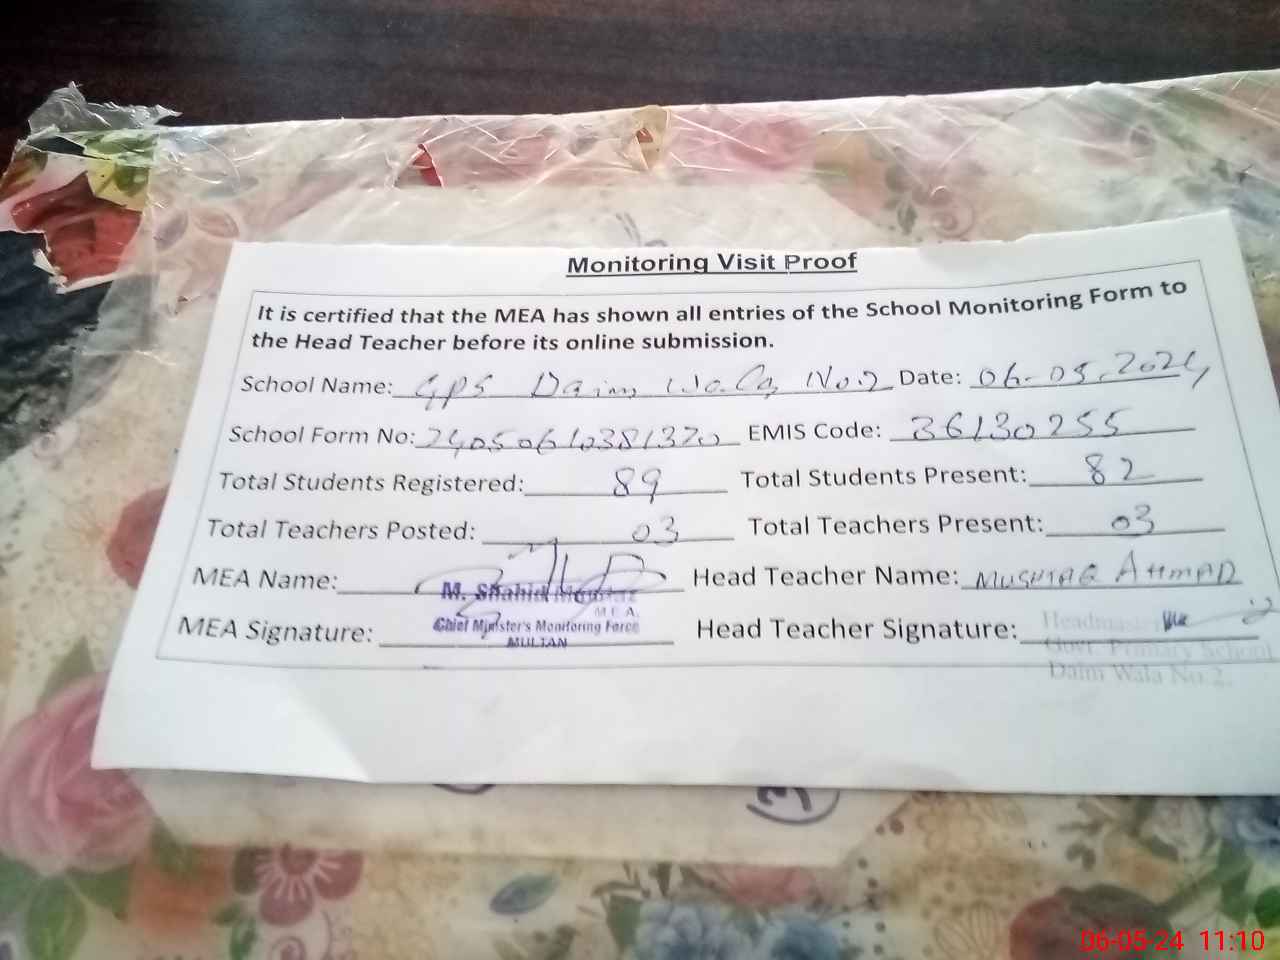 Monitoring Visit Proof
It is certified that the MEA has shown all entries of the School Monitoring Form to
the Head Teacher before its online submission.
School Name: GPS Daim Wala No.2 Date: 06-05-2024
School Form No: 24050610381320 EMIS Code: 36130255
Total Students Registered: 89 Total Students Present: 82
Total Teachers Posted: 03 Total Teachers Present: 03
MEA Name: M. Shahid Mumtaz Head Teacher Name: MUSHTAQ AHMAD
M.E.A.
MEA Signature: Chief Minister's Monitoring Force Head Teacher Signature: Headmaster
MULTAN Govt. Primary School
Daim Wala No.2.
3
06-05-24 11:10